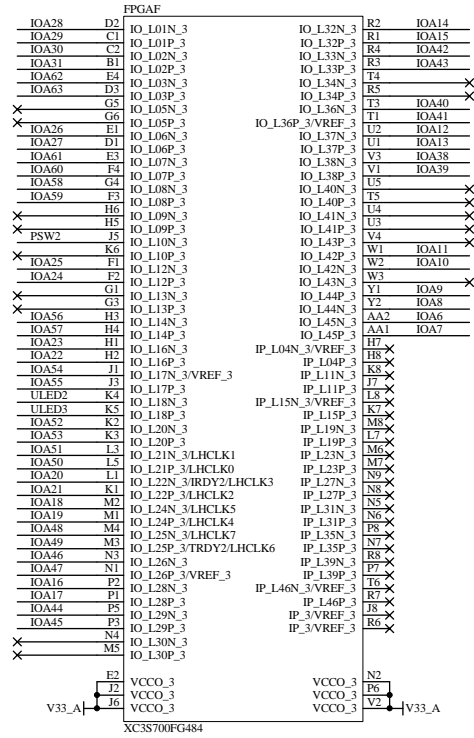 FPGAF
IOA28 D2 IO_L01N_3 IO_L32N_3 R2 IOA14
IOA29 C1 IO_L01P_3 IO_L32P_3 R1 IOA15
IOA30 C2 IO_L02N_3 IO_L33N_3 R4 IOA42
IOA31 B1 IO_L02P_3 IO_L33P_3 R3 IOA43
IOA62 E4 IO_L03N_3 IO_L34N_3 T4
IOA63 D3 IO_L03P_3 IO_L34P_3 R5
G5 IO_L05N_3 IO_L36N_3 T3 IOA40
G6 IO_L05P_3 IO_L36P_3/VREF_3 T1 IOA41
IOA26 E1 IO_L06N_3 IO_L37N_3 U2 IOA12
IOA27 D1 IO_L06P_3 IO_L37P_3 U1 IOA13
IOA61 E3 IO_L07N_3 IO_L38N_3 V3 IOA38
IOA60 F4 IO_L07P_3 IO_L38P_3 V1 IOA39
IOA58 G4 IO_L08N_3 IO_L40N_3 U5
IOA59 F3 IO_L08P_3 IO_L40P_3 T5
H6 IO_L09N_3 IO_L41N_3 U4
H5 IO_L09P_3 IO_L41P_3 U3
PSW2 J5 IO_L10N_3 IO_L43P_3 V4
K6 IO_L10P_3 IO_L42P_3 W1 IOA11
IOA25 F1 IO_L12N_3 IO_L42N_3 W2 IOA10
IOA24 F2 IO_L12P_3 IO_L43N_3 W3
G1 IO_L13N_3 IO_L44P_3 Y1 IOA9
G3 IO_L13P_3 IO_L44N_3 Y2 IOA8
IOA56 H3 IO_L14N_3 IO_L45N_3 AA2 IOA6
IOA57 H4 IO_L14P_3 IO_L45P_3 AA1 IOA7
IOA23 H1 IO_L16N_3 IP_L04N_3/VREF_3 H7
IOA22 H2 IO_L16P_3 IP_L04P_3 H8
IOA54 J1 IO_L17N_3/VREF_3 IP_L11N_3 K8
IOA55 J3 IO_L17P_3 IP_L11P_3 J7
ULED2 K4 IO_L18N_3 IP_L15N_3/VREF_3 L8
ULED3 K5 IO_L18P_3 IP_L15P_3 K7
IOA52 K2 IO_L20N_3 IP_L19N_3 M8
IOA53 K3 IO_L20P_3 IP_L19P_3 L7
IOA51 L3 IO_L21N_3/LHCLK1 IP_L23N_3 M6
IOA50 L5 IO_L21P_3/LHCLK0 IP_L23P_3 M7
IOA20 L1 IO_L22N_3/IRDY2/LHCLK3 IP_L27N_3 N9
IOA21 K1 IO_L22P_3/LHCLK2 IP_L27P_3 N8
IOA18 M2 IO_L24N_3/LHCLK5 IP_L31N_3 N5
IOA19 M1 IO_L24P_3/LHCLK4 IP_L31P_3 N6
IOA48 M4 IO_L25N_3/LHCLK7 IP_L35N_3 P8
IOA49 M3 IO_L25P_3/TRDY2/LHCLK6 IP_L35P_3 N7
IOA46 N3 IO_L26N_3 IP_L39N_3 R8
IOA47 N1 IO_L26P_3/VREF_3 IP_L39P_3 P7
IOA16 P2 IO_L28N_3 IP_L46N_3/VREF_3 T6
IOA17 P1 IO_L28P_3 IP_L46P_3 R7
IOA44 P5 IO_L29N_3 IP_3/VREF_3 J8
IOA45 P3 IO_L29P_3 IP_3/VREF_3 R6
N4 IO_L30N_3
M5 IO_L30P_3
E2 VCCO_3 VCCO_3 N2
J2 VCCO_3 VCCO_3 P6
V33_A J6 VCCO_3 VCCO_3 V2 V33_A
XC3S700FG484